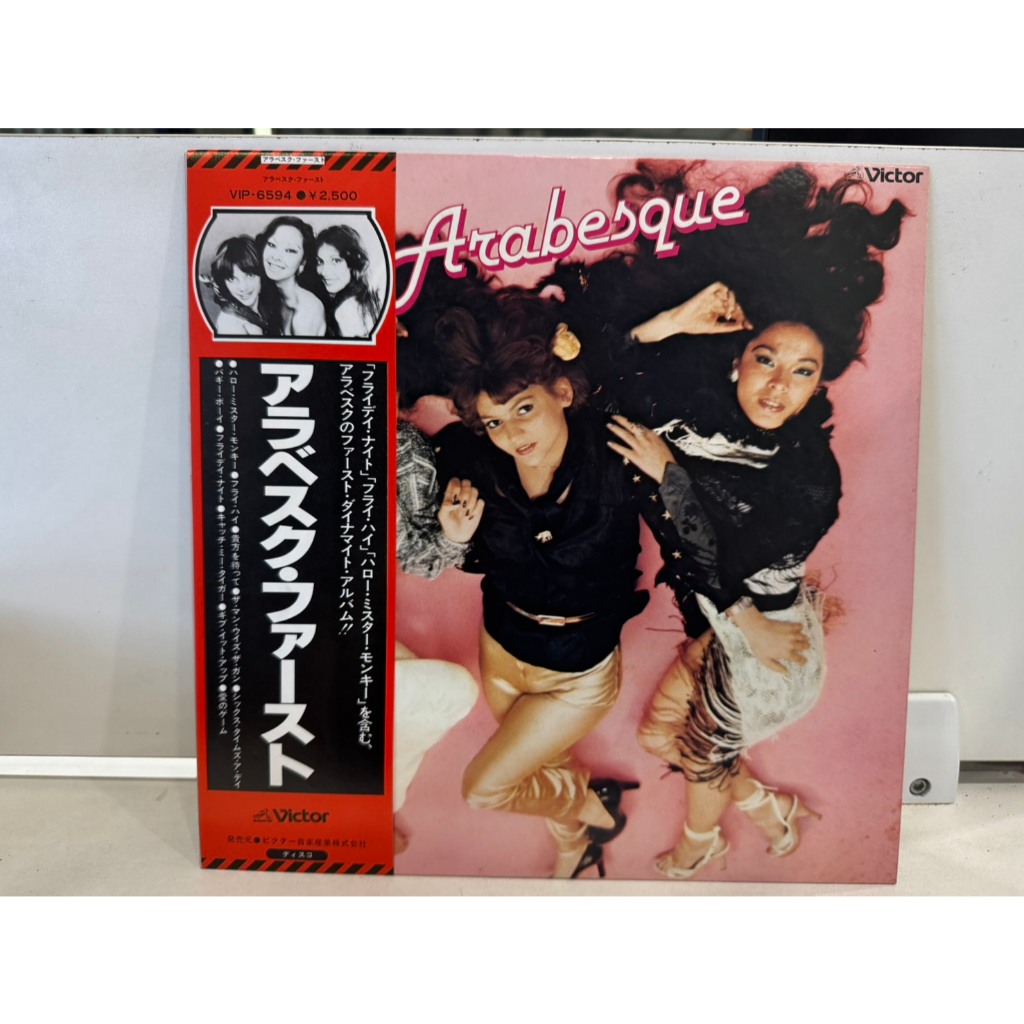 アラベスク・ファースト
アラベスク・ファースト
VIP-6594 ●¥2,500
Arabesque
Victor
「フライデイ・ナイト」「フライ・ハイ」「ハロー・ミスター・モンキー」を含む、
アラベスクのファースト・ダイナマイト・アルバム!!
アラベスク・ファースト
●ハロー・ミスター・モンキー●フライ・ハイ●貴方を待って●ザ・マン・ウイズ・ザ・ガン●シックス・タイムズ・ア・デイ
●バギー・ボーイ●フライデイ・ナイト●キャッチ・ミー・タイガー●ギブ・イット・アップ●愛のゲーム
Victor
発売元●ビクター音楽産業株式会社
ディスコ